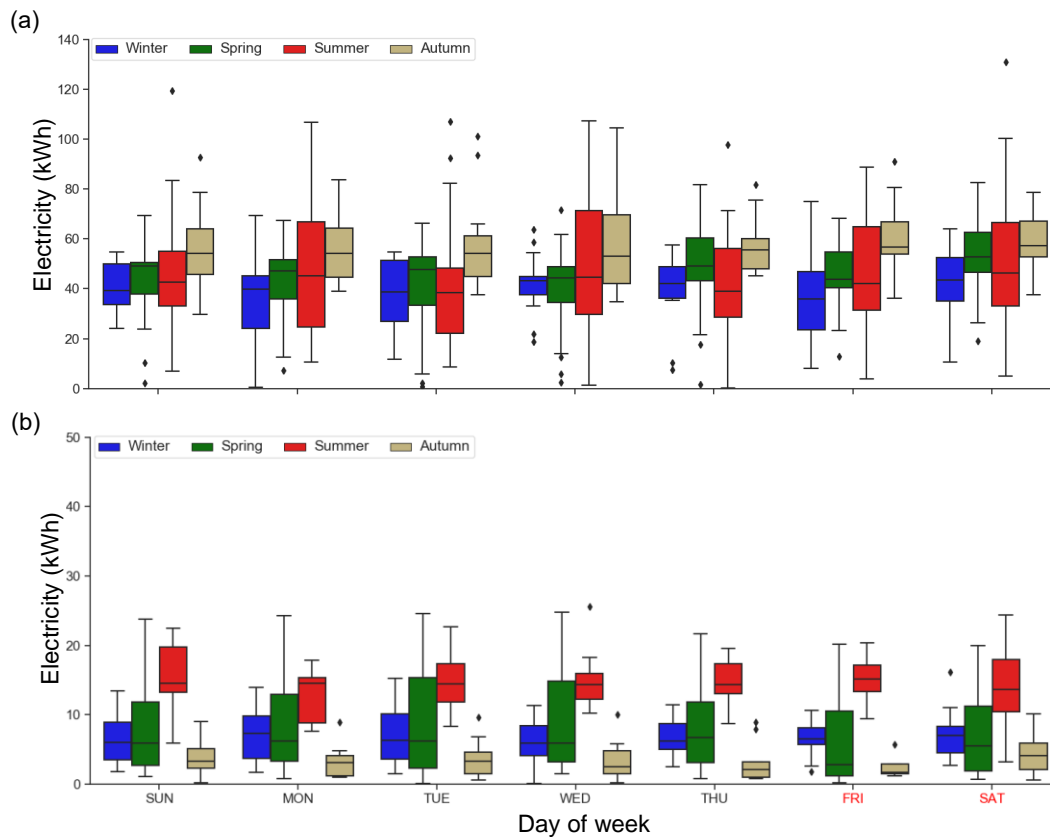 (a)
140
Winter Spring Summer Autumn
120
100
80
60
40
20
0
Electricity (kWh)
(b)
50
Winter Spring Summer Autumn
40
30
20
10
0
Electricity (kWh)
SUN MON TUE WED THU FRI SAT
Day of week